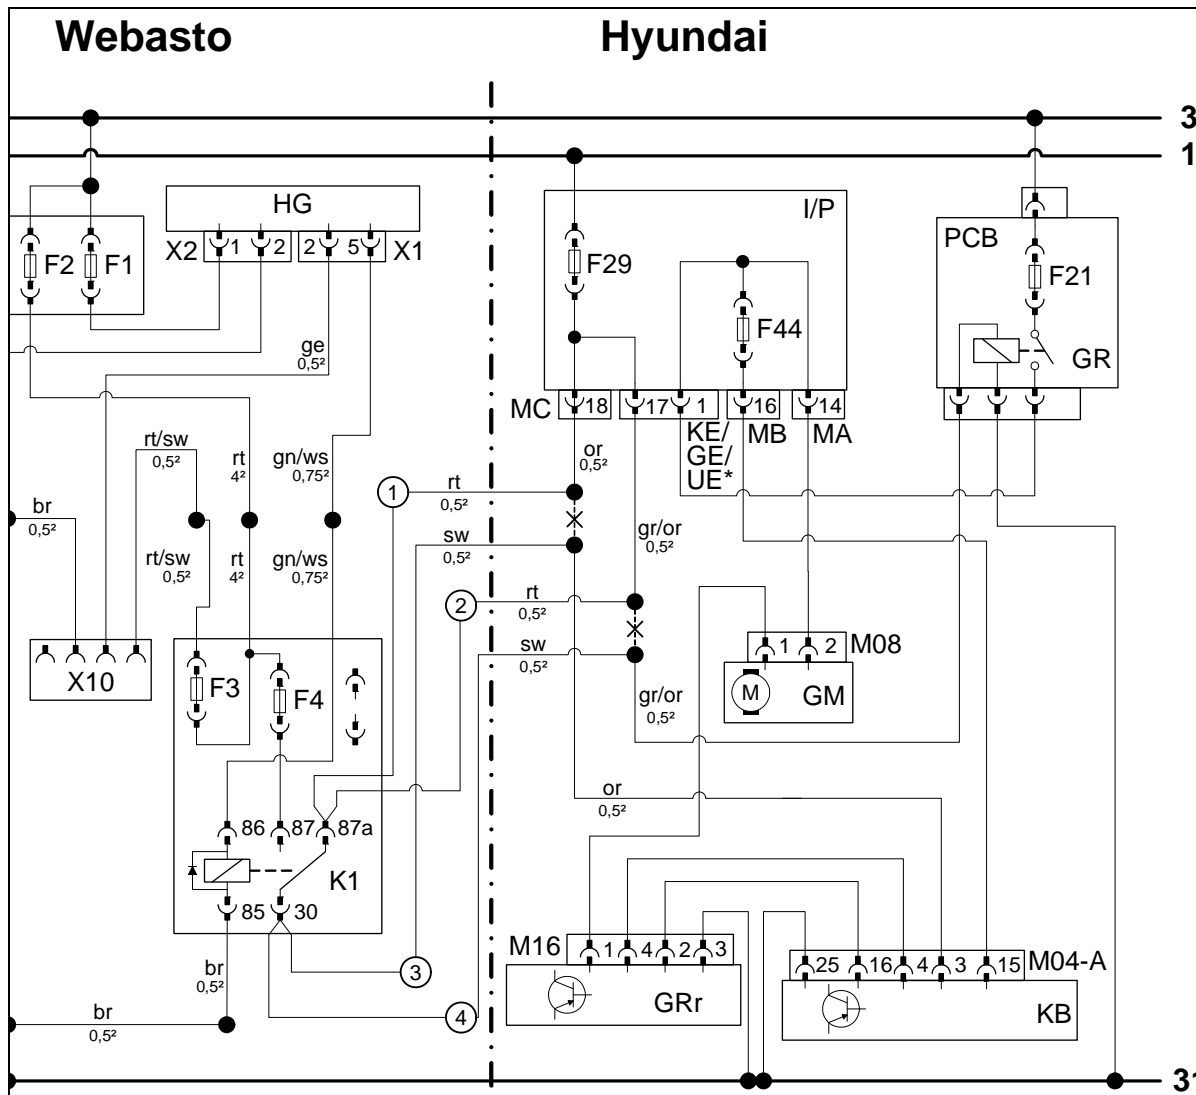 Webasto Hyundai
3
1
HG
I/P
PCB
X2 1 2 2 5 X1
F2 F1 F29 F21
F44
GR
ge
0,5²
MC 18 17 1 16 14
KE/ MB MA
GE/
UE*
rt/sw
0,5²
rt
4²
gn/ws
0,75²
or
0,5²
1
rt
0,5²
br
0,5²
gr/or
0,5²
sw
0,5²
rt/sw
0,5²
rt
4²
gn/ws
0,75²
2
rt
0,5²
1 2 M08
sw
0,5²
X10
F3 F4
M GM
gr/or
0,5²
or
0,5²
86 87 87a
K1
85 30
M16 1 4 2 3
25 16 4 3 15 M04-A
br
0,5²
3
GRr
KB
br
0,5²
4
31